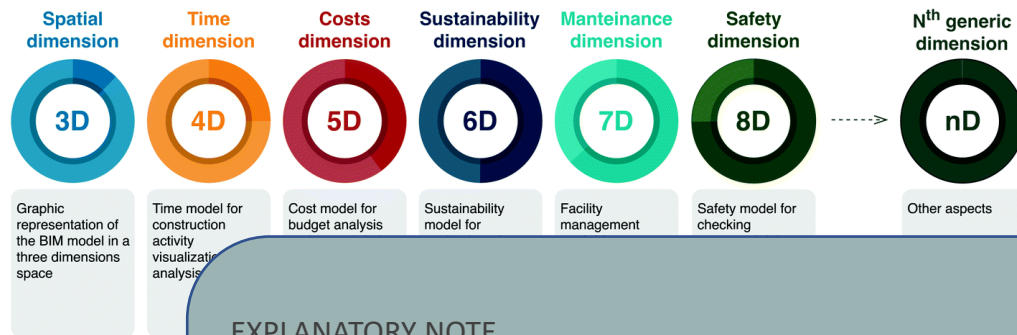 Spatial
dimension
Time
dimension
Costs
dimension
Sustainability
dimension
Manteinance
dimension
Safety
dimension
Nth generic
dimension
3D
4D
5D
6D
7D
8D
nD
Graphic
representation of
the BIM model in a
three dimensions
space
Time model for
construction
activity
analysis
Cost model for
budget analysis
Sustainability
model for
Facility
management
Safety model for
checking
Other aspects
EXPLANATORY NOTE